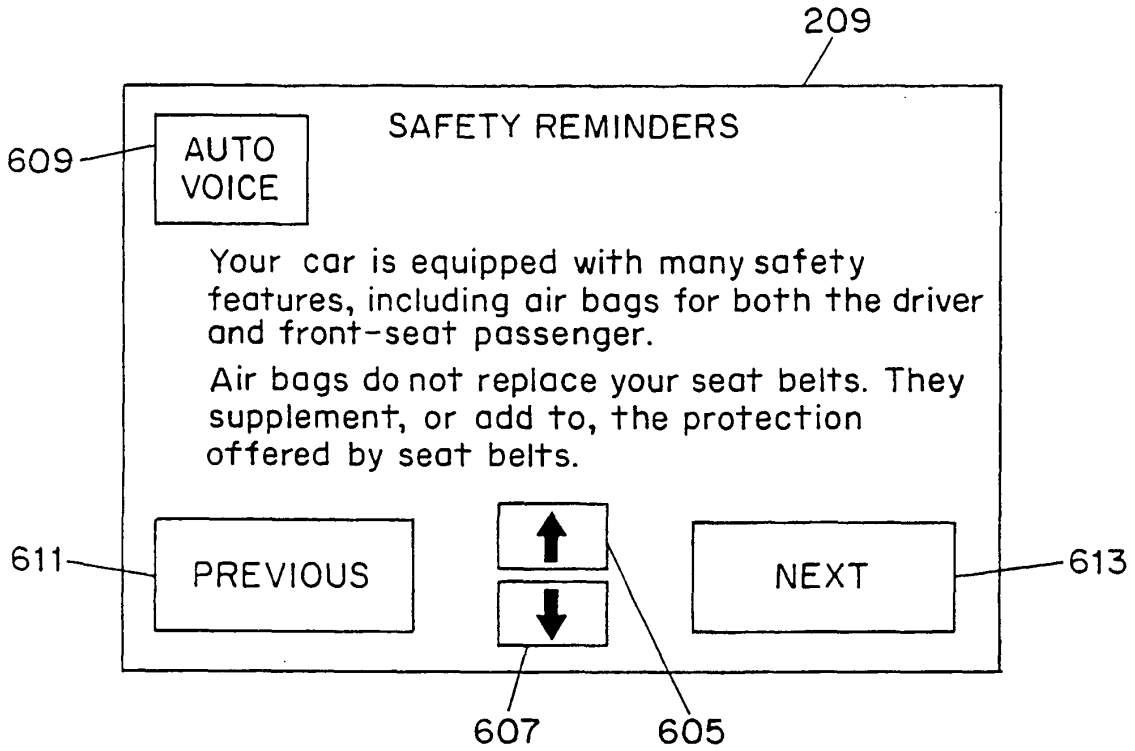 209
SAFETY REMINDERS
609
AUTO
VOICE
Your car is equipped with many safety
features, including air bags for both the driver
and front-seat passenger.
Air bags do not replace your seat belts. They
supplement, or add to, the protection
offered by seat belts.
611
PREVIOUS
NEXT
613
607
605